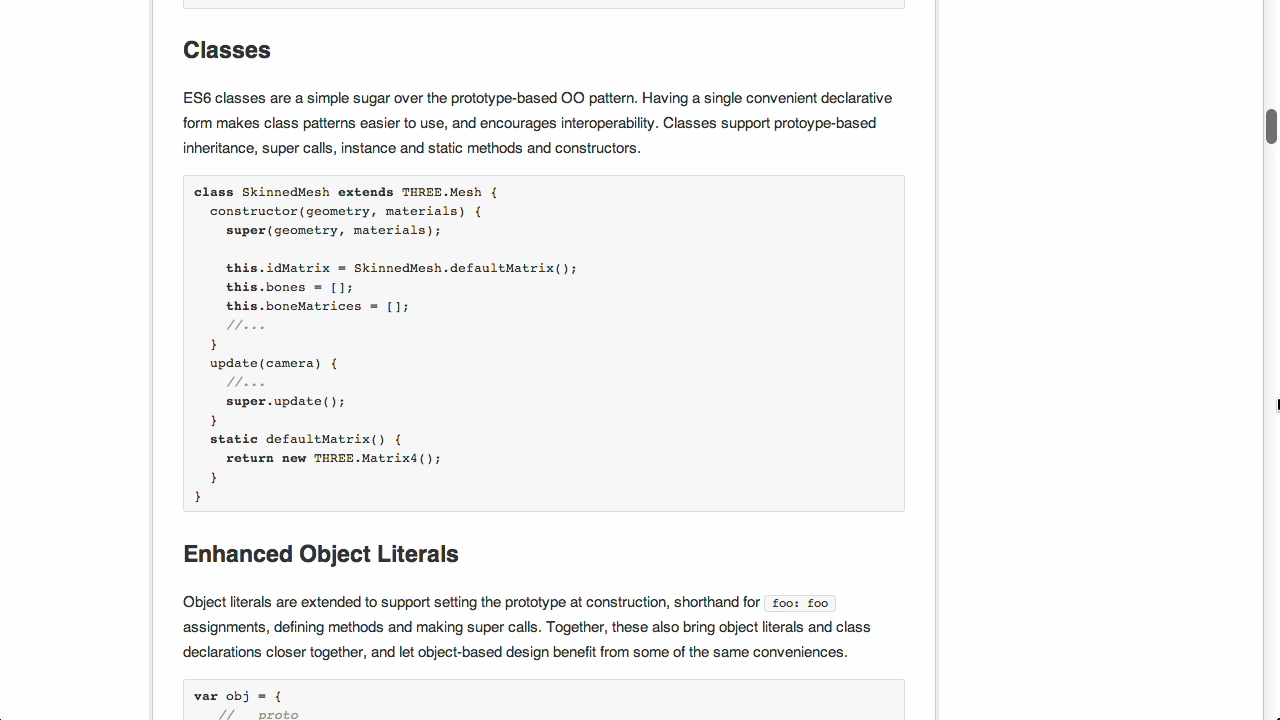 Classes
ES6 classes are a simple sugar over the prototype-based OO pattern. Having a single convenient declarative
form makes class patterns easier to use, and encourages interoperability. Classes support protoype-based
inheritance, super calls, instance and static methods and constructors.
class SkinnedMesh extends THREE.Mesh {
  constructor(geometry, materials) {
    super(geometry, materials);

    this.idMatrix = SkinnedMesh.defaultMatrix();
    this.bones = [];
    this.boneMatrices = [];
    //...
  }
  update(camera) {
    //...
    super.update();
  }
  static defaultMatrix() {
    return new THREE.Matrix4();
  }
}
Enhanced Object Literals
Object literals are extended to support setting the prototype at construction, shorthand for foo: foo
assignments, defining methods and making super calls. Together, these also bring object literals and class
declarations closer together, and let object-based design benefit from some of the same conveniences.
var obj = {
    // proto